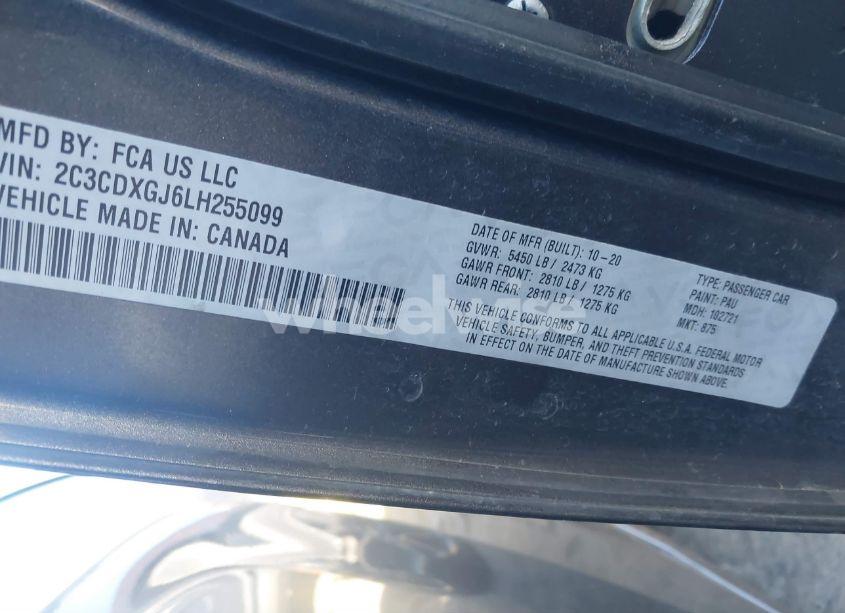 MFD BY: FCA US LLC
VIN: 2C3CDXGJ6LH255099
VEHICLE MADE IN: CANADA
DATE OF MFR (BUILT): 10-20
GVWR: 5450 LB / 2473 KG
GAWR FRONT: 2810 LB / 1275 KG
GAWR REAR: 2810 LB / 1275 KG
THIS VEHICLE CONFORMS TO ALL APPLICABLE U.S.A. FEDERAL MOTOR
VEHICLE SAFETY, BUMPER, AND THEFT PREVENTION STANDARDS
IN EFFECT ON THE DATE OF MANUFACTURE SHOWN ABOVE.
TYPE: PASSENGER CAR
PAINT: PAU
MDH: 102721
MKT: 875